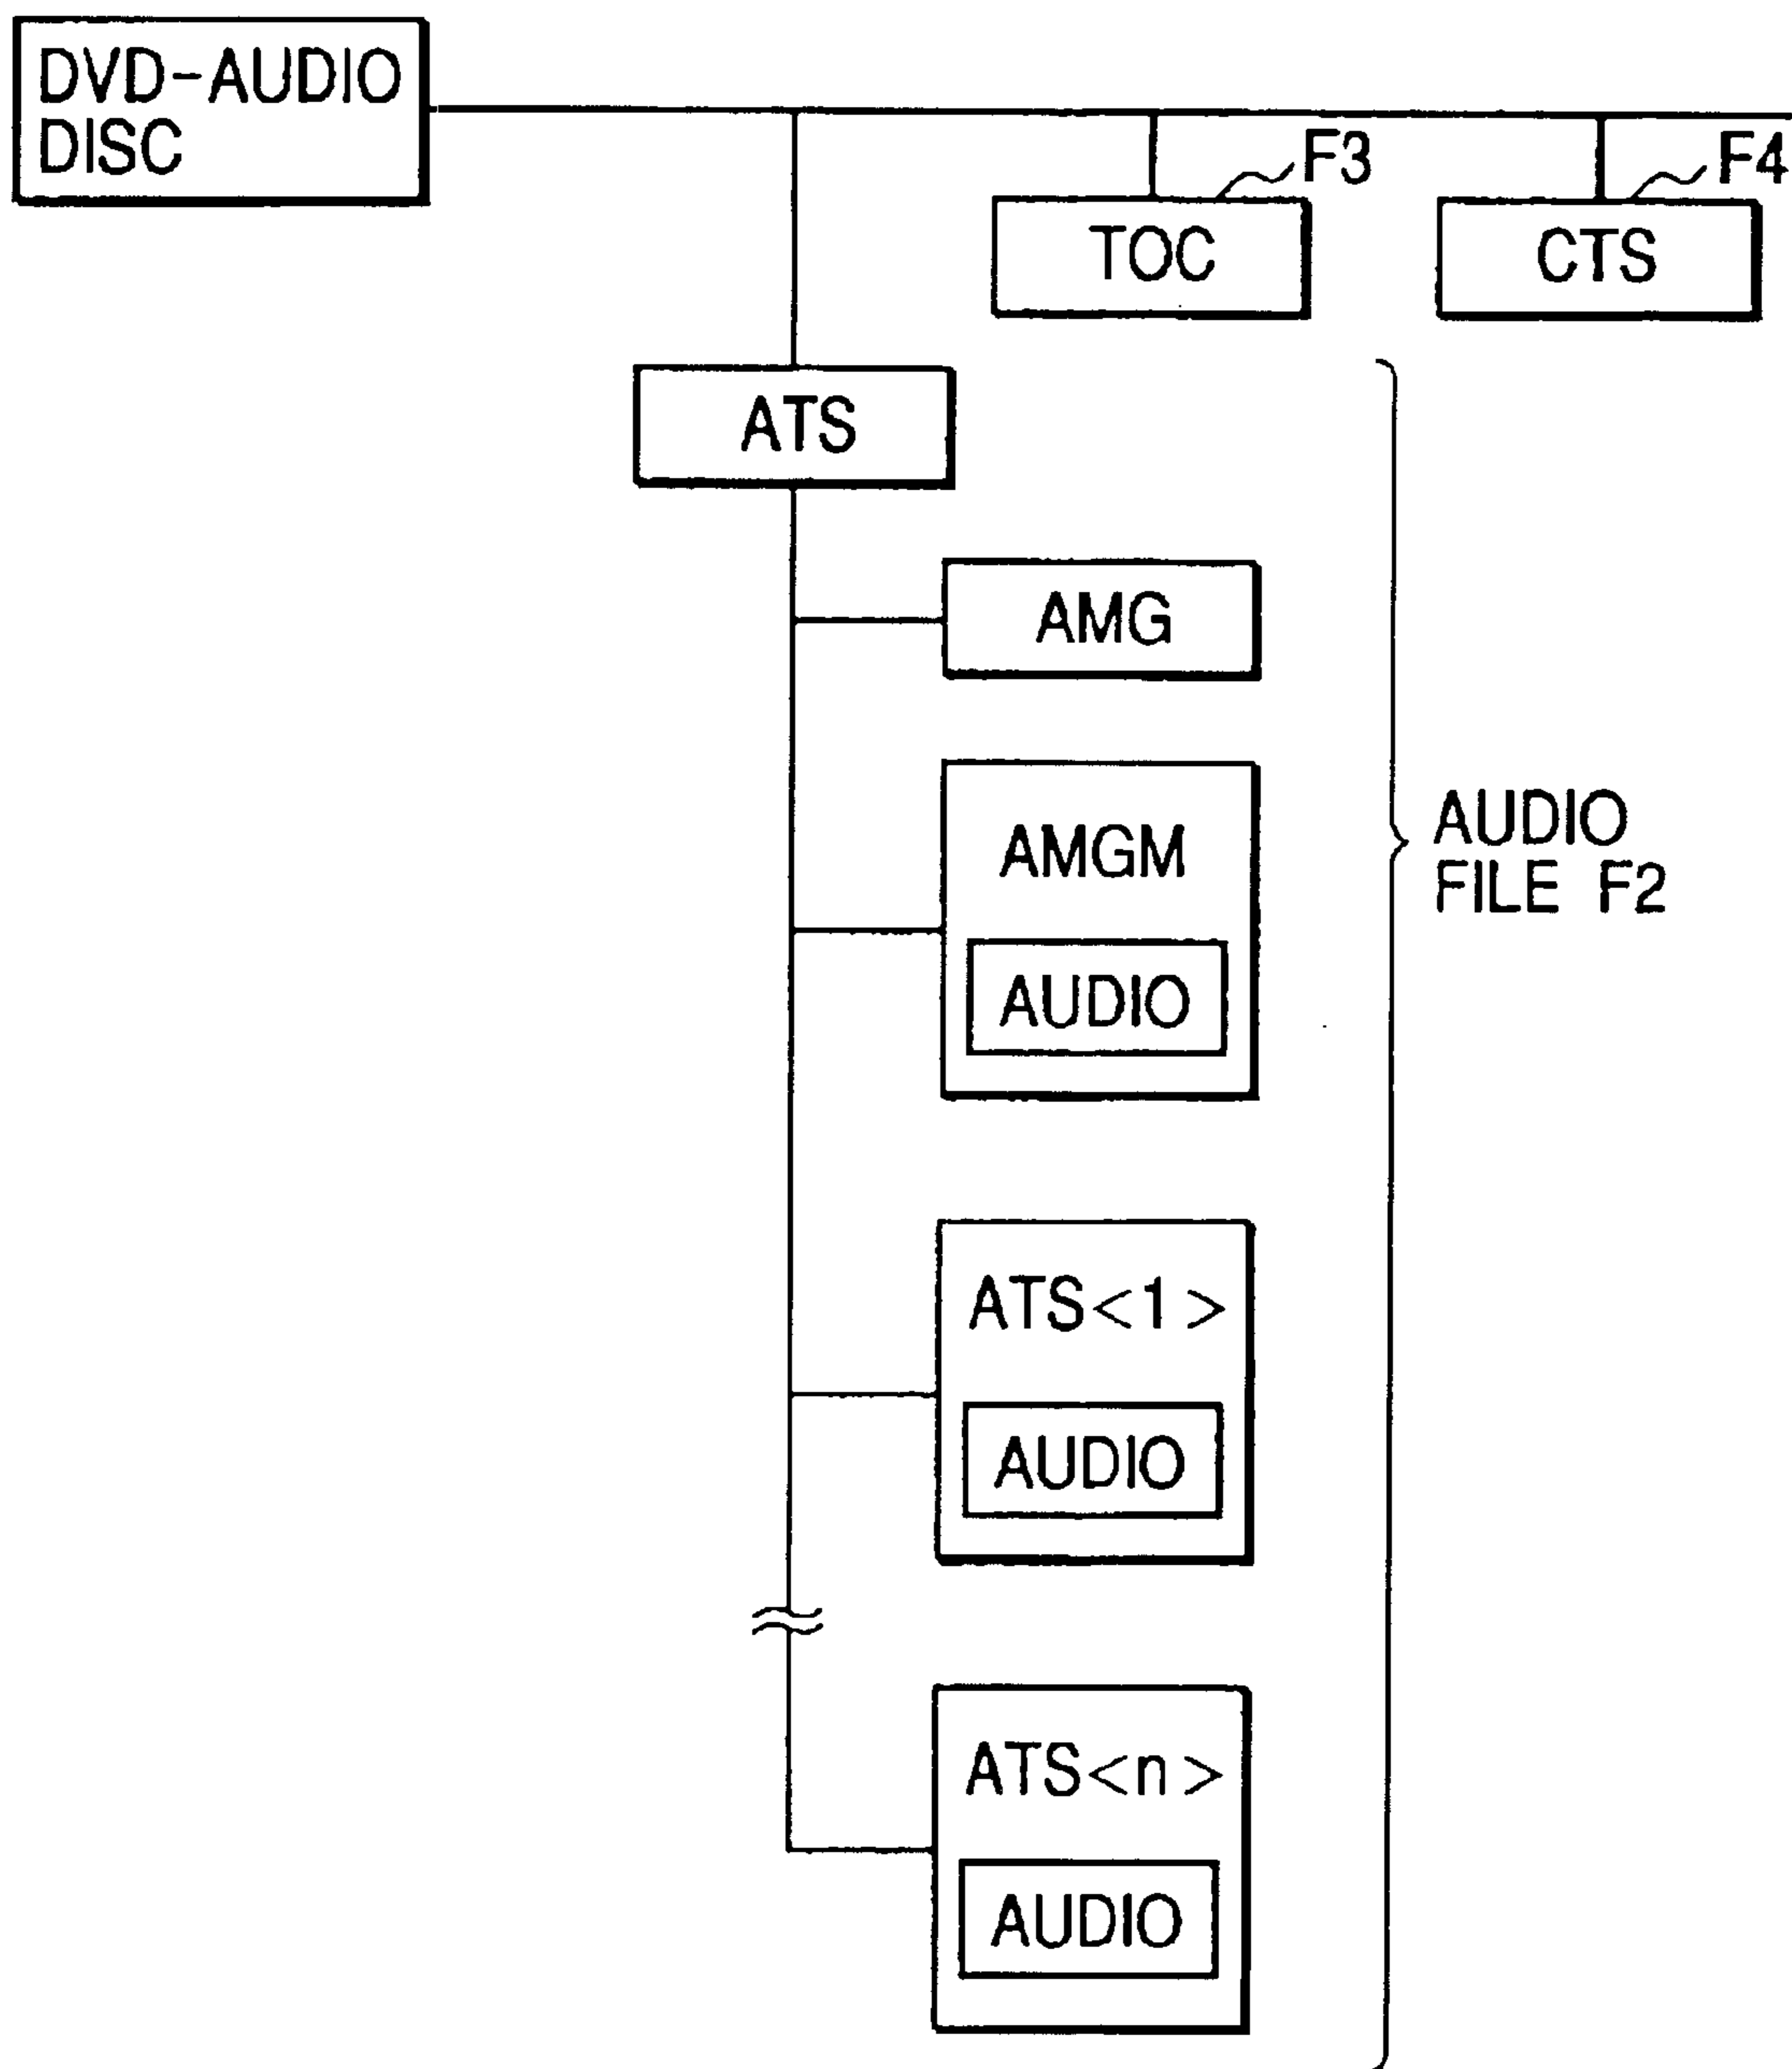 DVD-AUDIO
DISC
F3
F4
TOC
CTS
ATS
AMG
AMGM
AUDIO
AUDIO
FILE F2
ATS<1>
AUDIO
ATS<n>
AUDIO